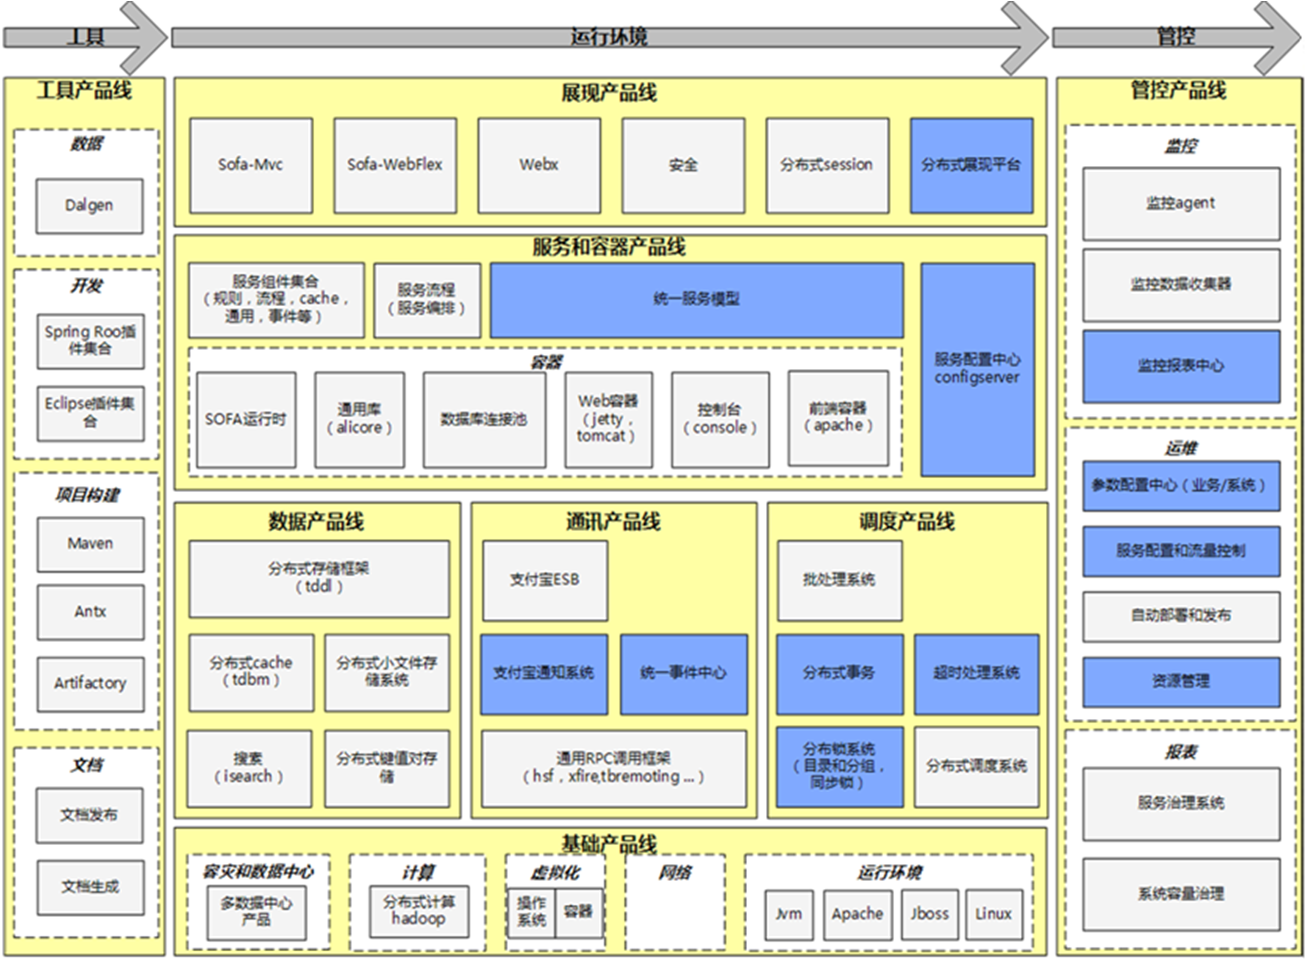 工具
运行环境
管控
工具产品线
数据
Dalgen
开发
Spring Roo插
件集合
Eclipse插件集
合
项目构建
Maven
Antx
Artifactory
文档
文档发布
文档生成
展现产品线
Sofa-Mvc
Sofa-WebFlex
Webx
安全
分布式session
分布式展现平台
服务和容器产品线
服务组件集合
（规则，流程，cache，
通用，事件等）
服务流程
（服务编排）
统一服务模型
服务配置中心
configserver
容器
SOFA运行时
通用库
（alicore）
数据库连接池
Web容器
（jetty，
tomcat）
控制台
（console）
前端容器
（apache）
数据产品线
分布式存储框架
（tddl）
分布式cache
（tdbm）
分布式小文件存
储系统
搜素
（isearch）
分布式键值对存
储
通讯产品线
支付宝ESB
支付宝通知系统
统一事件中心
通用RPC调用框架
（hsf，xfire,tbremoting ...）
调度产品线
批处理系统
分布式事务
超时处理系统
分布锁系统
（目录和分组，
同步锁）
分布式调度系统
基础产品线
容灾和数据中心
多数据中心
产品
计算
分布式计算
hadoop
虚拟化
操作
系统
容器
网络
运行环境
Jvm
Apache
Jboss
Linux
管控产品线
监控
监控agent
监控数据收集器
监控报表中心
运维
参数配置中心（业务/系统）
服务配置和流量控制
自动部署和发布
资源管理
报表
服务治理系统
系统容量治理